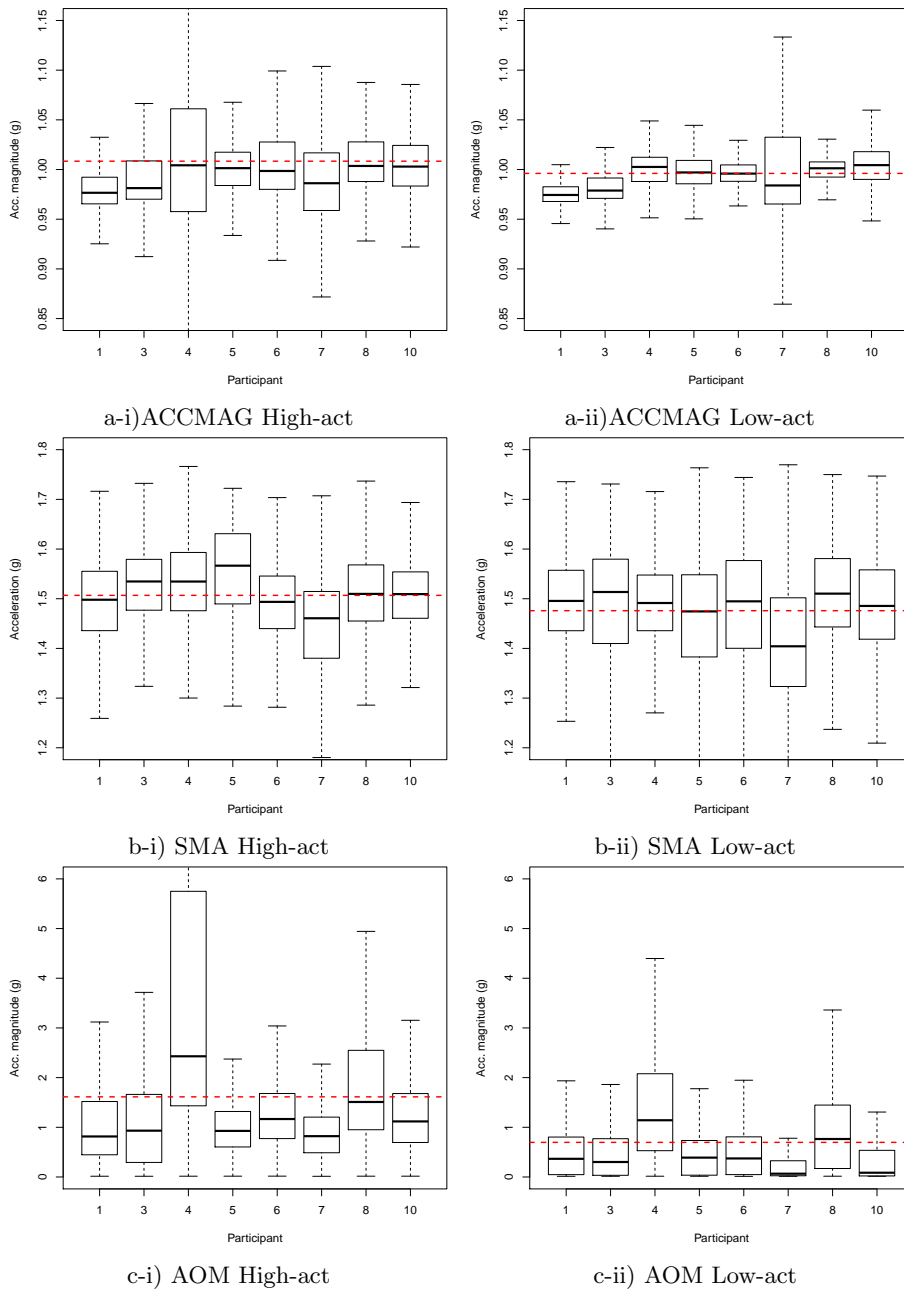 1.15
1.10
1.05
1.00
0.95
0.90
0.85
Acc. magnitude (g)
1 3 4 5 6 7 8 10
Participant
a-i)ACCMAG High-act
1.15
1.10
1.05
1.00
0.95
0.90
0.85
Acc. magnitude (g)
1 3 4 5 6 7 8 10
Participant
a-ii)ACCMAG Low-act
1.8
1.7
1.6
1.5
1.4
1.3
1.2
Acceleration (g)
1 3 4 5 6 7 8 10
Participant
b-i) SMA High-act
1.8
1.7
1.6
1.5
1.4
1.3
1.2
Acceleration (g)
1 3 4 5 6 7 8 10
Participant
b-ii) SMA Low-act
6
5
4
3
2
1
0
Acc. magnitude (g)
1 3 4 5 6 7 8 10
Participant
c-i) AOM High-act
6
5
4
3
2
1
0
Acc. magnitude (g)
1 3 4 5 6 7 8 10
Participant
c-ii) AOM Low-act